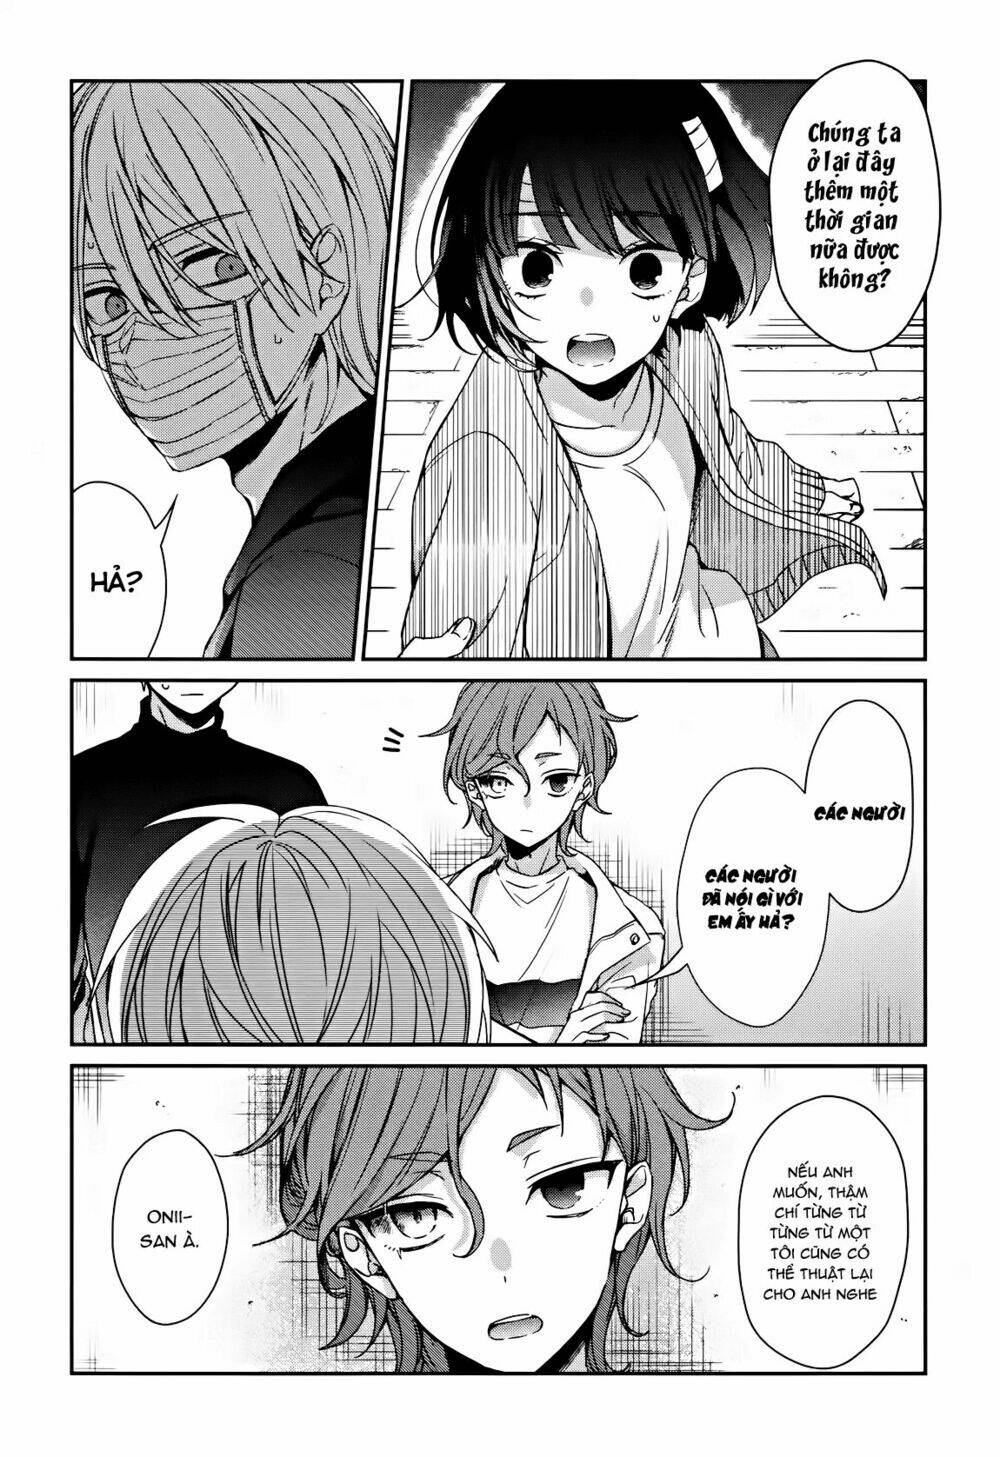 Chúng ta
ở lại đây
thêm một
thời gian
nữa được
không?
HẢ?
CÁC NGƯỜI
CÁC NGƯỜI
ĐÃ NÓI GÌ VỚI
EM ẤY HẢ?
NẾU ANH
MUỐN, THẬM
CHÍ TỪNG TỪ
TỪNG TỪ MỘT
TÔI CŨNG CÓ
THỂ THUẬT LẠI
CHO ANH NGHE
ONII-
SAN À.